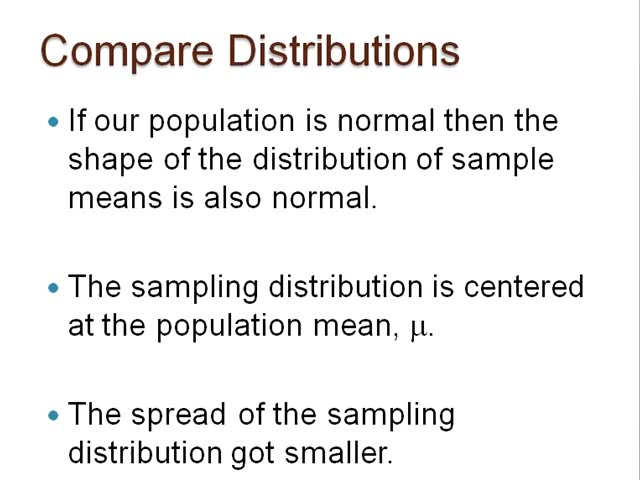 Compare Distributions
• If our population is normal then the
shape of the distribution of sample
means is also normal.
• The sampling distribution is centered
at the population mean, μ.
• The spread of the sampling
distribution got smaller.